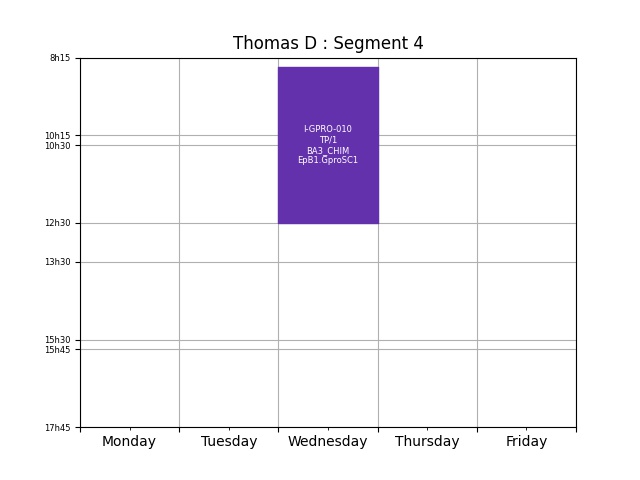 Thomas D : Segment 4
8h15
10h15
10h30
12h30
13h30
15h30
15h45
17h45
I-GPRO-010
TP/1
BA3_CHIM
EpB1.GproSC1
Monday Tuesday Wednesday Thursday Friday